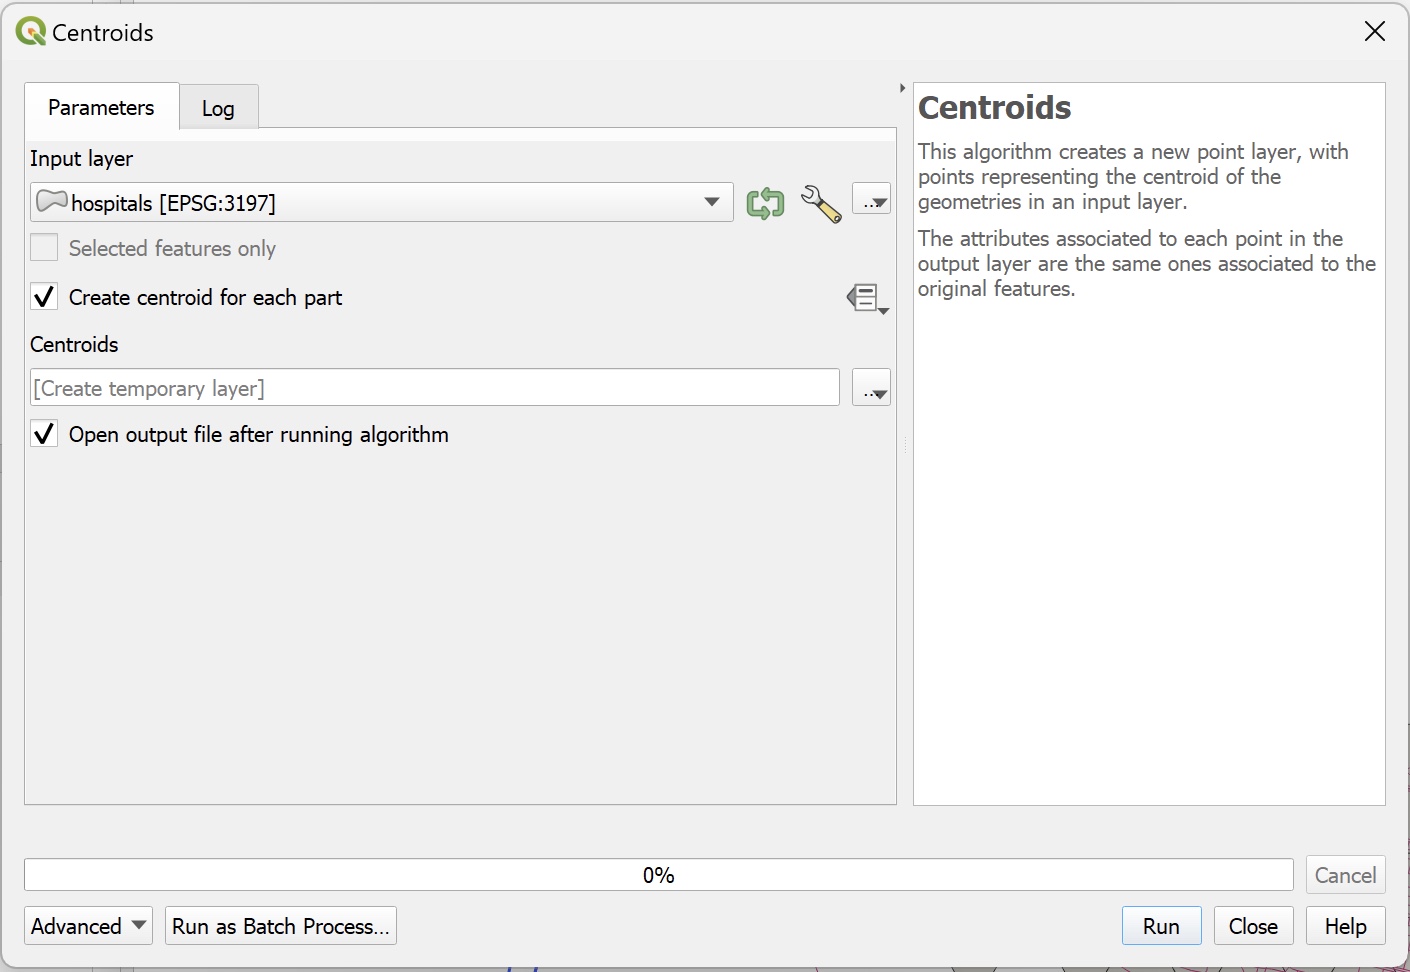 Centroids
Parameters
Log
Input layer
hospitals [EPSG:3197]
...
Selected features only
Create centroid for each part
Centroids
[Create temporary layer]
...
Open output file after running algorithm
Centroids
This algorithm creates a new point layer, with
points representing the centroid of the
geometries in an input layer.
The attributes associated to each point in the
output layer are the same ones associated to the
original features.
0%
Cancel
Advanced
Run as Batch Process...
Run
Close
Help